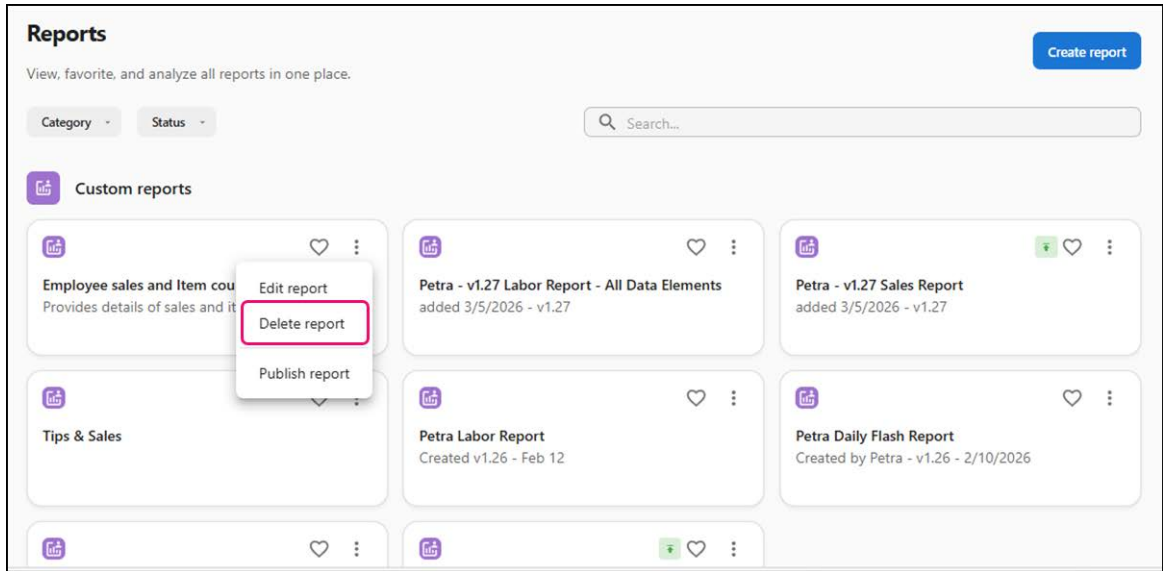 Reports
Create report
View, favorite, and analyze all reports in one place.
Category
Status
Search...
Custom reports
Employee sales and Item cou
Provides details of sales and it
Edit report
Delete report
Publish report
Petra - v1.27 Labor Report - All Data Elements
added 3/5/2026 - v1.27
Petra - v1.27 Sales Report
added 3/5/2026 - v1.27
Tips & Sales
Petra Labor Report
Created v1.26 - Feb 12
Petra Daily Flash Report
Created by Petra - v1.26 - 2/10/2026